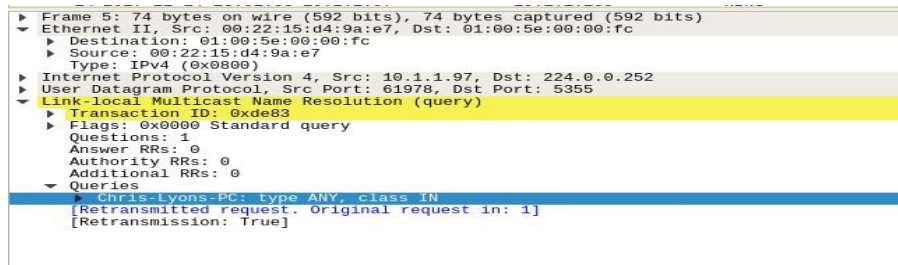 Frame 5: 74 bytes on wire (592 bits), 74 bytes captured (592 bits)
Ethernet II, Src: 00:22:15:d4:9a:e7, Dst: 01:00:5e:00:00:fc
Destination: 01:00:5e:00:00:fc
Source: 00:22:15:d4:9a:e7
Type: IPv4 (0x0800)
Internet Protocol Version 4, Src: 10.1.1.97, Dst: 224.0.0.252
User Datagram Protocol, Src Port: 61978, Dst Port: 5355
Link-local Multicast Name Resolution (query)
Transaction ID: 0xde83
Flags: 0x0000 Standard query
Questions: 1
Answer RRs: 0
Authority RRs: 0
Additional RRs: 0
Queries
Chris-Lyons-PC: type ANY, class IN
[Retransmitted request. Original request in: 1]
[Retransmission: True]